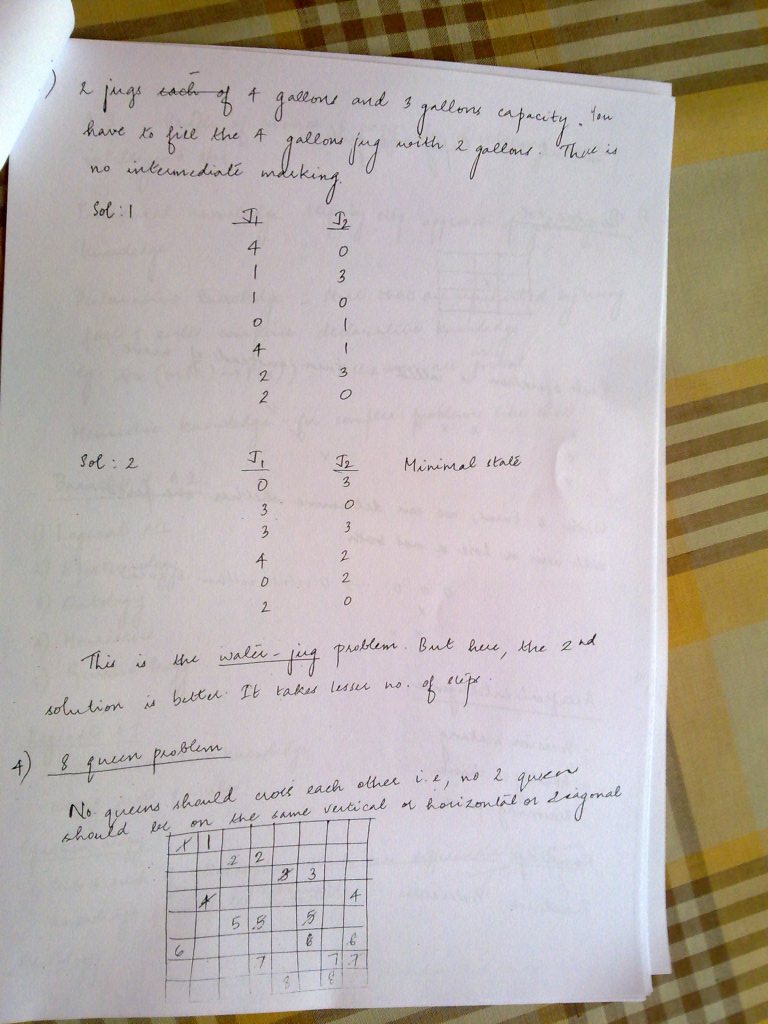 )
2 jugs each of 4 gallons and 3 gallons capacity. You
have to fill the 4 gallons jug with 2 gallons. There is
no intermediate marking.
Sol: 1 J1 J2
4 0
1 3
1 0
0 1
4 1
2 3
2 0
Sol: 2 J1 J2 Minimal state
0 3
3 0
3 3
4 2
0 2
2 0
This is the water-jug problem. But here, the 2nd
solution is better. It takes lesser no. of steps.
4) 8 queen problem
No queens should cross each other i.e, no 2 queens
should be on the same vertical or horizontal or diagonal
1 1
2 2
3 3
4 4
5 5 5
6 6 6
7 7 7
8 8